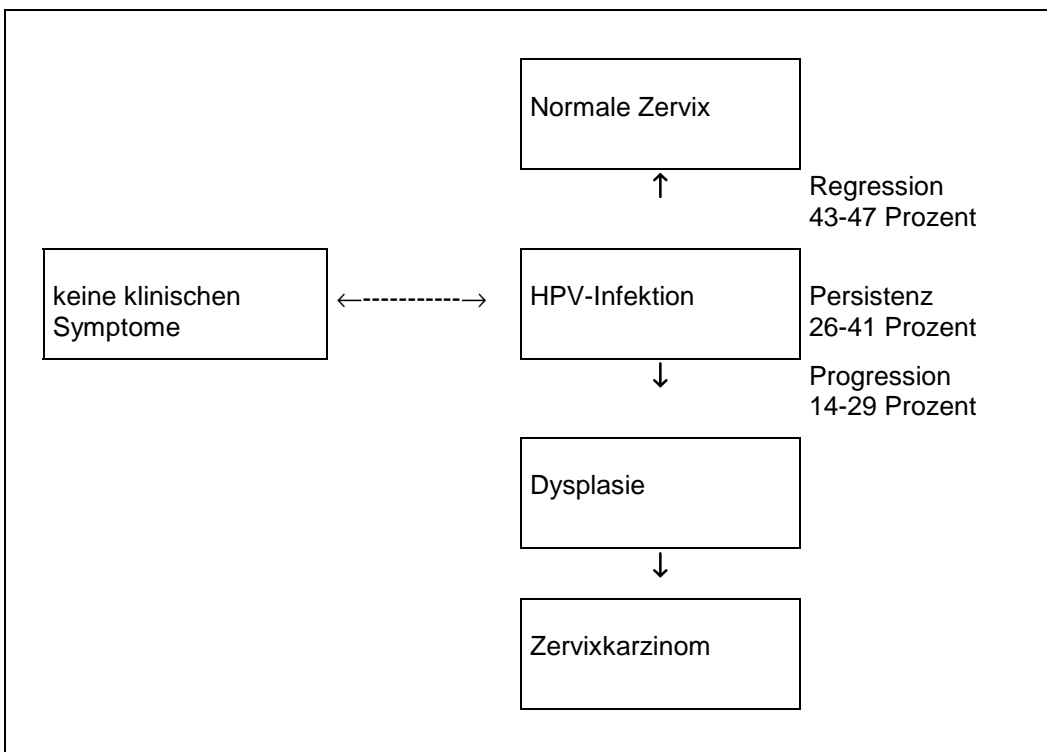 Normale Zervix
Regression
43-47 Prozent
keine klinischen
Symptome
HPV-Infektion
Persistenz
26-41 Prozent
Progression
14-29 Prozent
Dysplasie
Zervixkarzinom